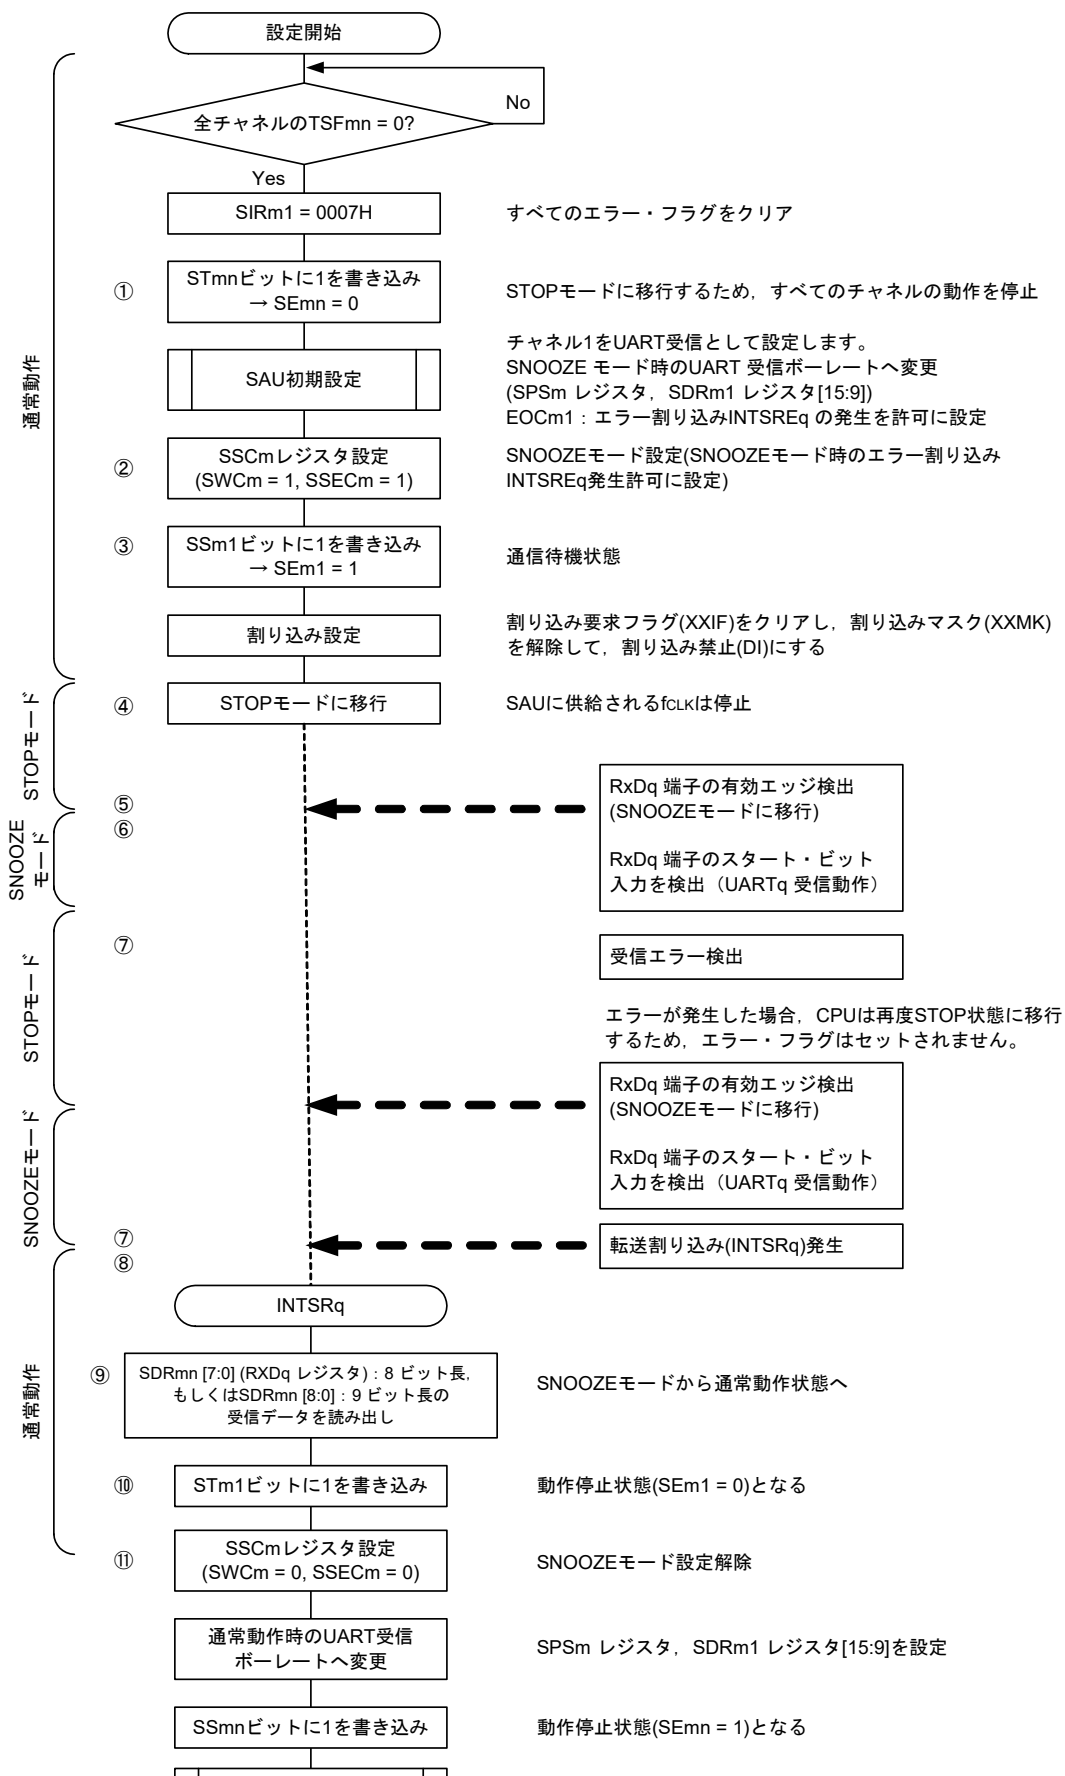 設定開始
No
全チャネルのTSFmn = 0?
Yes
SIRm1 = 0007H
すべてのエラー・フラグをクリア
①
STmnビットに1を書き込み
→ SEmn = 0
STOPモードに移行するため，すべてのチャネルの動作を停止
通常動作
SAU初期設定
チャネル1をUART受信として設定します。
SNOOZE モード時のUART 受信ボーレートへ変更
(SPSm レジスタ，SDRm1 レジスタ[15:9])
EOCm1：エラー割り込みINTSREq の発生を許可に設定
②
SSCmレジスタ設定
(SWCm = 1, SSECm = 1)
SNOOZEモード設定(SNOOZEモード時のエラー割り込み
INTSREq発生許可に設定)
③
SSm1ビットに1を書き込み
→ SEm1 = 1
通信待機状態
割り込み設定
割り込み要求フラグ(XXIF)をクリアし，割り込みマスク(XXMK)
を解除して，割り込み禁止(DI)にする
STOPモード
④
STOPモードに移行
SAUに供給されるfCLKは停止
⑤
⑥
RxDq 端子の有効エッジ検出
(SNOOZEモードに移行)
RxDq 端子のスタート・ビット
入力を検出（UARTq 受信動作）
SNOOZE
モード
⑦
受信エラー検出
STOPモード
エラーが発生した場合，CPUは再度STOP状態に移行
するため，エラー・フラグはセットされません。
RxDq 端子の有効エッジ検出
(SNOOZEモードに移行)
RxDq 端子のスタート・ビット
入力を検出（UARTq 受信動作）
SNOOZEモード
⑦
⑧
転送割り込み(INTSRq)発生
INTSRq
通常動作
⑨
SDRmn [7:0] (RXDq レジスタ)：8 ビット長,
もしくはSDRmn [8:0]：9 ビット長の
受信データを読み出し
SNOOZEモードから通常動作状態へ
⑩
STm1ビットに1を書き込み
動作停止状態(SEm1 = 0)となる
⑪
SSCmレジスタ設定
(SWCm = 0, SSECm = 0)
SNOOZEモード設定解除
通常動作時のUART受信
ボーレートへ変更
SPSm レジスタ，SDRm1 レジスタ[15:9]を設定
SSmnビットに1を書き込み
動作停止状態(SEmn = 1)となる